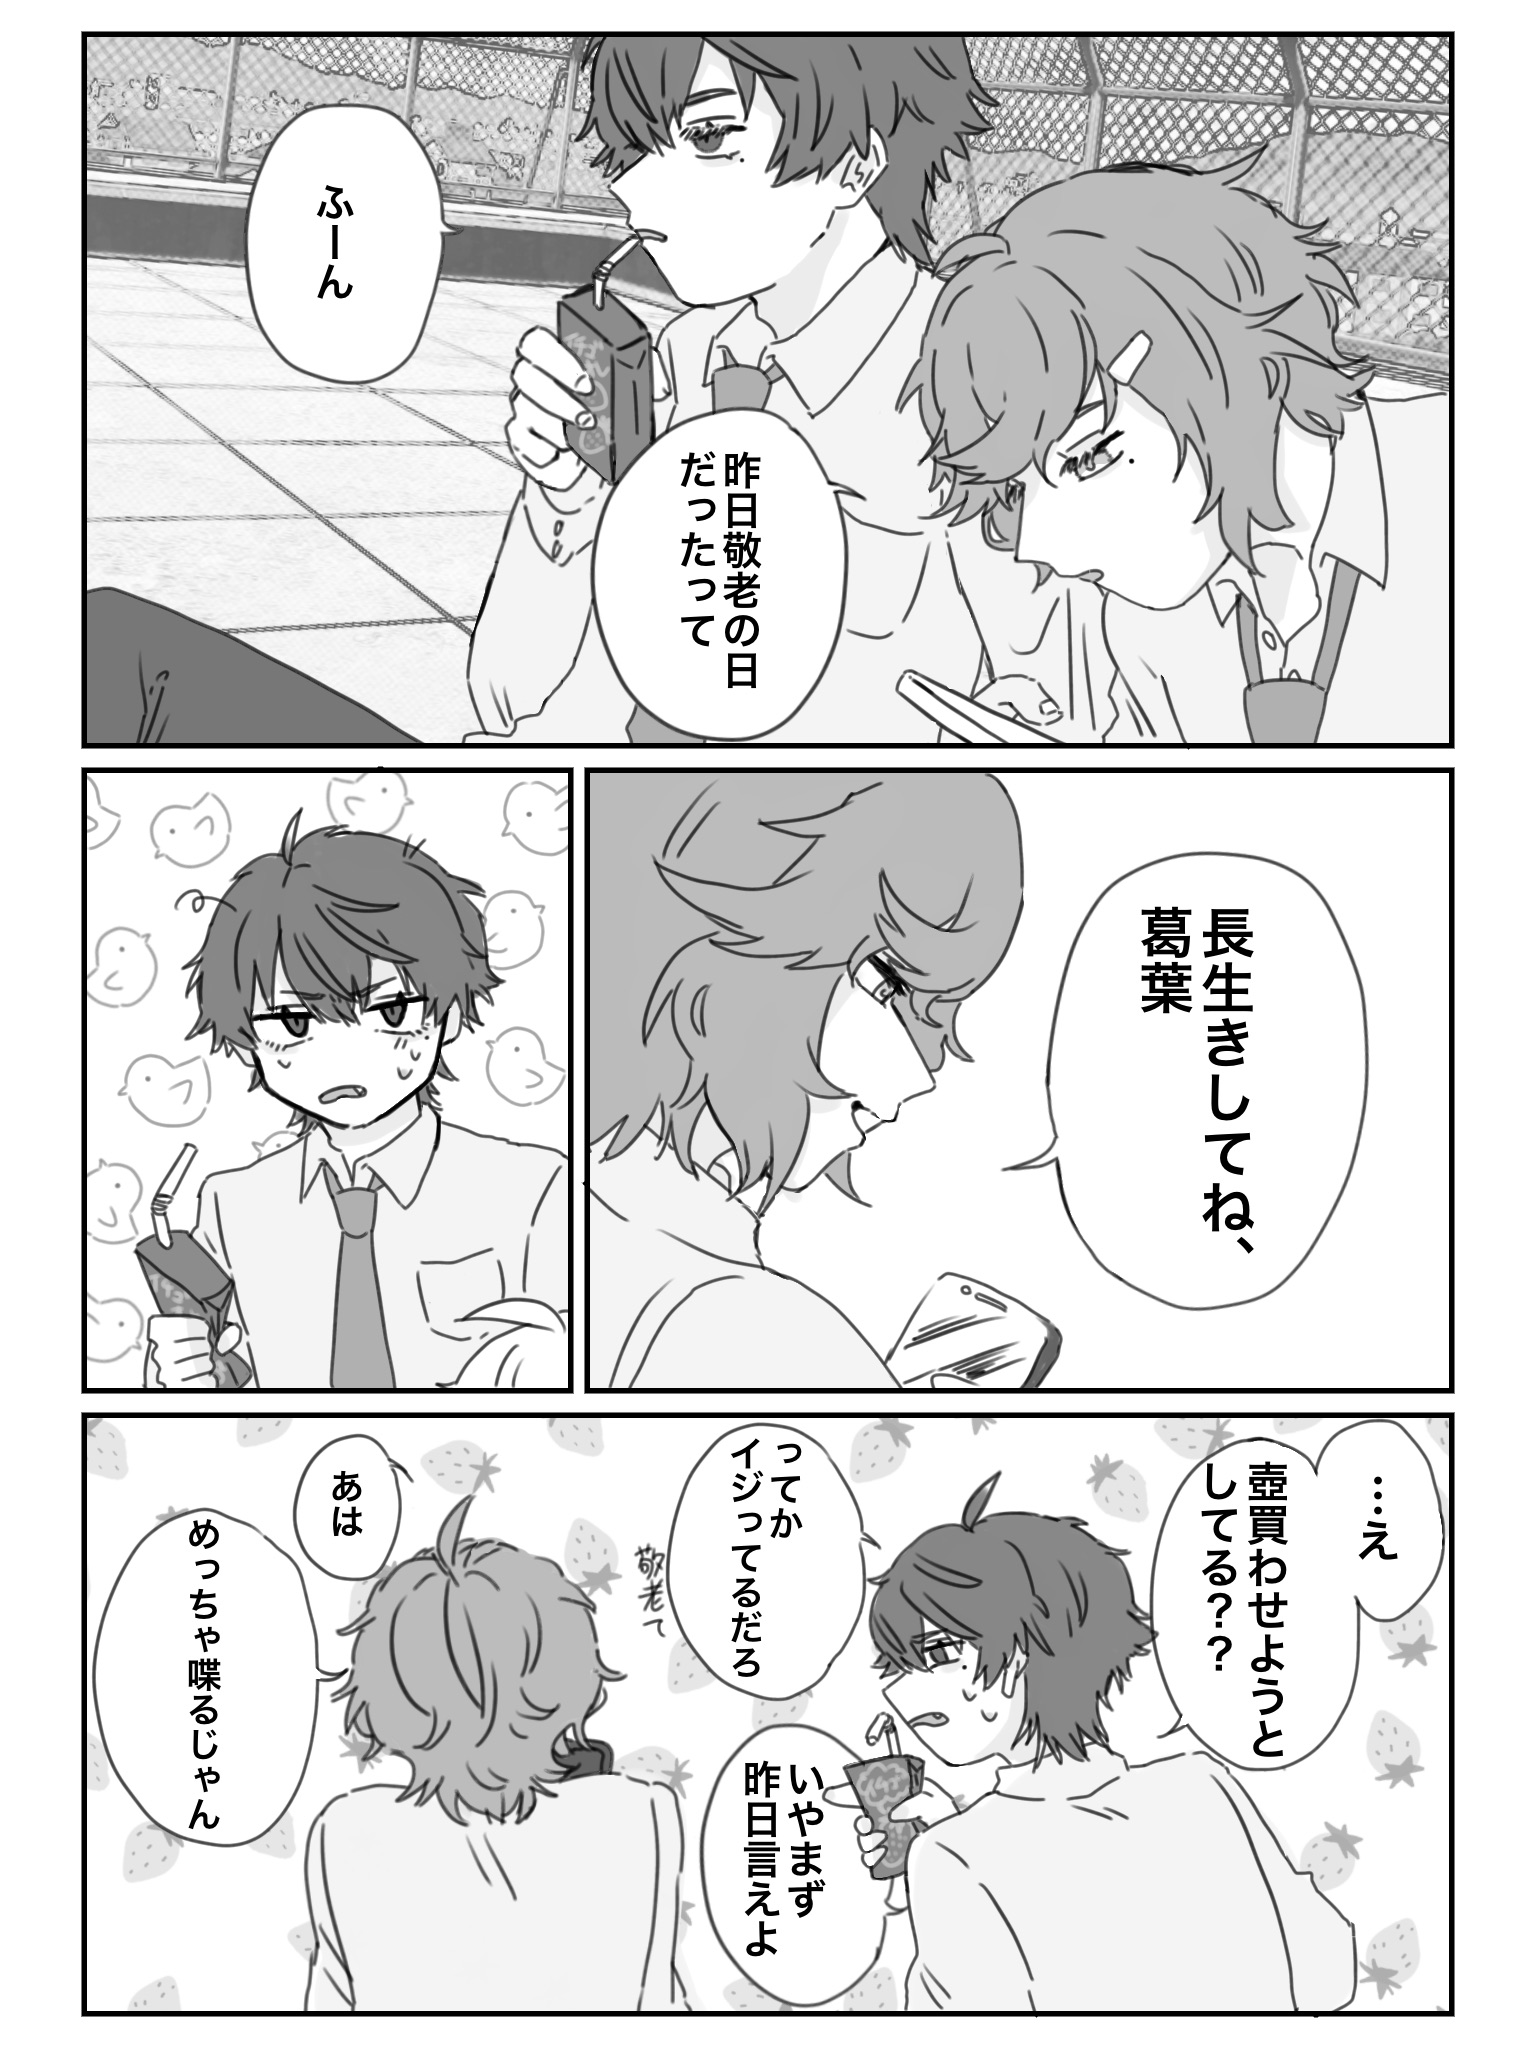 昨日敬老の日
だったって
ふーん
長生きしてね、
葛葉
…え
壺買わせようと
してる？？
ってか
イジってるだろ
敬老て
いやまず
昨日言えよ
あは
めっちゃ喋るじゃん